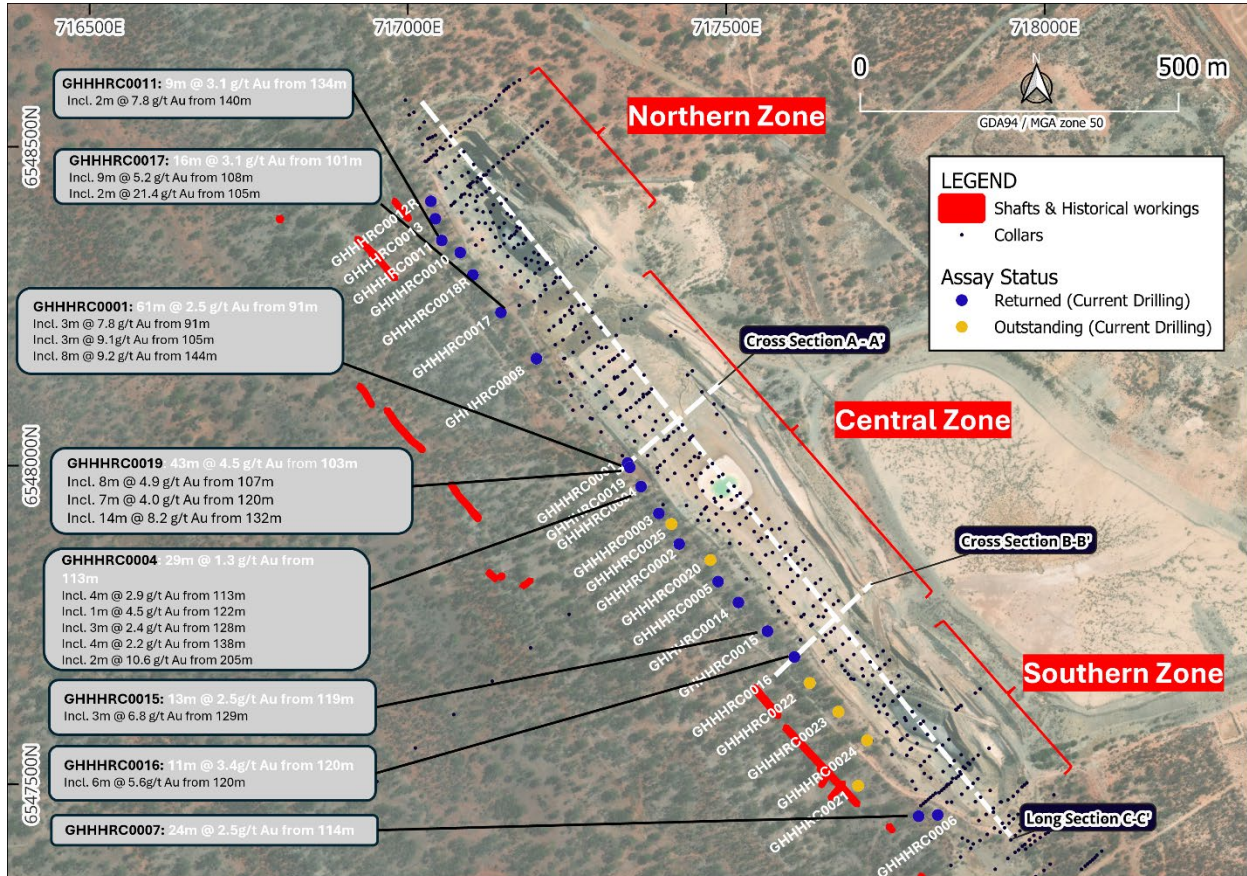 716500E
717000E
717500E
718000E
6548500N
6548000N
6547500N
GHHHRC0011: 9m @ 3.1 g/t Au from 134m
Incl. 2m @ 7.8 g/t Au from 140m
GHHHRC0017: 16m @ 3.1 g/t Au from 101m
Incl. 9m @ 5.2 g/t Au from 108m
Incl. 2m @ 21.4 g/t Au from 105m
GHHHRC0001: 61m @ 2.5 g/t Au from 91m
Incl. 3m @ 7.8 g/t Au from 91m
Incl. 3m @ 9.1g/t Au from 105m
Incl. 8m @ 9.2 g/t Au from 144m
GHHHRC0019: 43m @ 4.5 g/t Au from 103m
Incl. 8m @ 4.9 g/t Au from 107m
Incl. 7m @ 4.0 g/t Au from 120m
Incl. 14m @ 8.2 g/t Au from 132m
GHHHRC0004: 29m @ 1.3 g/t Au from
113m
Incl. 4m @ 2.9 g/t Au from 113m
Incl. 1m @ 4.5 g/t Au from 122m
Incl. 3m @ 2.4 g/t Au from 128m
Incl. 4m @ 2.2 g/t Au from 138m
Incl. 2m @ 10.6 g/t Au from 205m
GHHHRC0015: 13m @ 2.5g/t Au from 119m
Incl. 3m @ 6.8 g/t Au from 129m
GHHHRC0016: 11m @ 3.4g/t Au from 120m
Incl. 6m @ 5.6g/t Au from 120m
GHHHRC0007: 24m @ 2.5g/t Au from 114m
0
500 m
GDA94 / MGA zone 50
LEGEND
Shafts & Historical workings
Collars
Assay Status
Returned (Current Drilling)
Outstanding (Current Drilling)
Northern Zone
Central Zone
Southern Zone
Cross Section A - A'
Cross Section B-B'
Long Section C-C'
GHHHRC0012R
GHHHRC0013
GHHHRC0011
GHHHRC0010
GHHHRC0018R
GHHHRC0017
GHHHRC0008
GHHHRC0019
GHHHRC0003
GHHHRC0025
GHHHRC0002
GHHHRC0020
GHHHRC0005
GHHHRC0014
GHHHRC0015
GHHHRC0016
GHHHRC0022
GHHHRC0023
GHHHRC0024
GHHHRC0021
GHHHRC0006